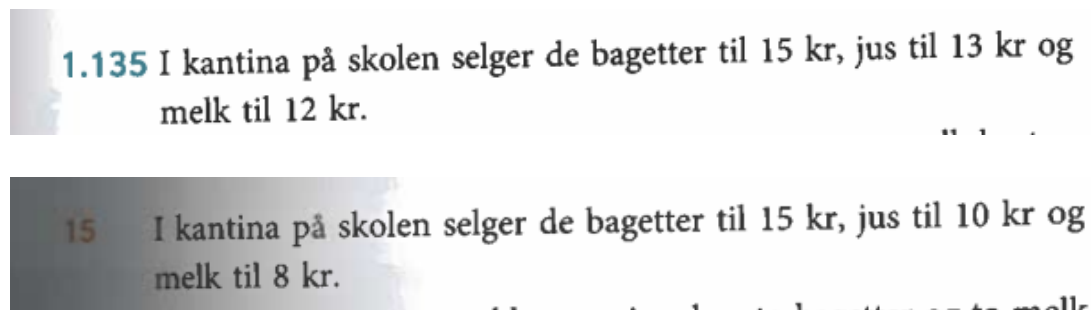 1.135 I kantina på skolen selger de bagetter til 15 kr, jus til 13 kr og
melk til 12 kr.
15 I kantina på skolen selger de bagetter til 15 kr, jus til 10 kr og
melk til 8 kr.